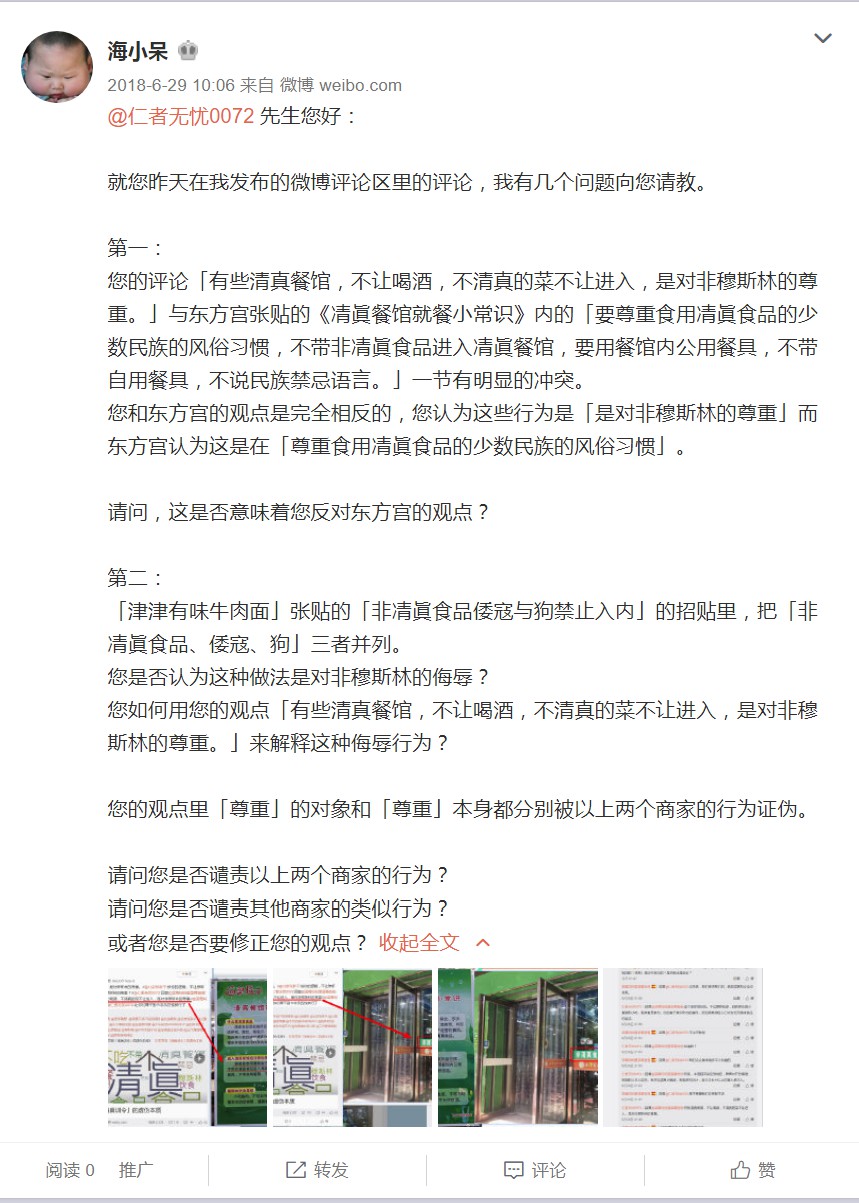 海小呆
2018-6-29 10:06 来自 微博 weibo.com
@仁者无忧0072 先生您好：
就您昨天在我发布的微博评论区里的评论，我有几个问题向您请教。
第一：
您的评论「有些清真餐馆，不让喝酒，不清真的菜不让进入，是对非穆斯林的尊
重。」与东方宫张贴的《凊眞餐馆就餐小常识》内的「要尊重食用凊眞食品的少
数民族的风俗习惯，不带非凊眞食品进入凊眞餐馆，要用餐馆内公用餐具，不带
自用餐具，不说民族禁忌语言。」一节有明显的冲突。
您和东方宫的观点是完全相反的，您认为这些行为是「是对非穆斯林的尊重」而
东方宫认为这是在「尊重食用凊眞食品的少数民族的风俗习惯」。
请问，这是否意味着您反对东方宫的观点？
第二：
「津津有味牛肉面」张贴的「非凊眞食品倭寇与狗禁止入内」的招贴里，把「非
凊眞食品、倭寇、狗」三者并列。
您是否认为这种做法是对非穆斯林的侮辱？
您如何用您的观点「有些清真餐馆，不让喝酒，不清真的菜不让进入，是对非穆
斯林的尊重。」来解释这种侮辱行为？
您的观点里「尊重」的对象和「尊重」本身都分别被以上两个商家的行为证伪。
请问您是否谴责以上两个商家的行为？
请问您是否谴责其他商家的类似行为？
或者您是否要修正您的观点？ 收起全文
阅读 0 推广 转发 评论 赞